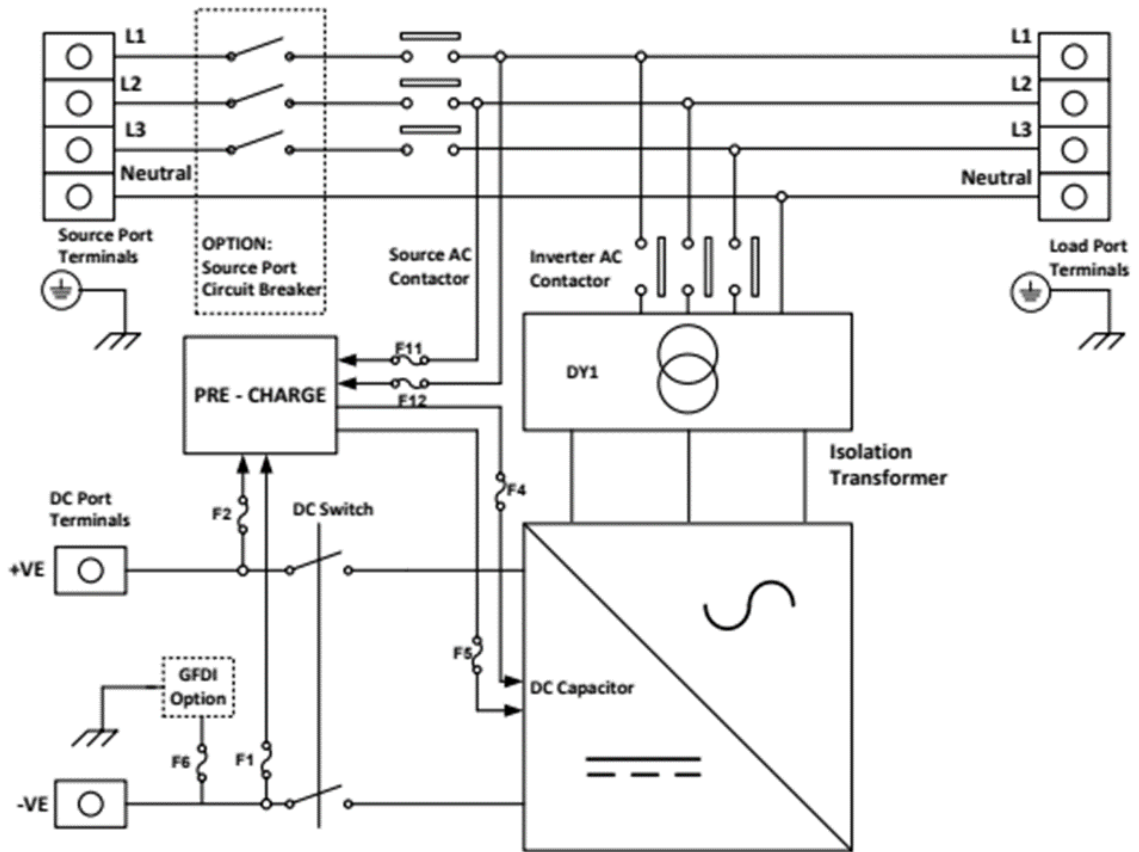 L1
L2
L3
Neutral
Source Port
Terminals
OPTION:
Source Port
Circuit Breaker
Source AC
Contactor
Inverter AC
Contactor
L1
L2
L3
Neutral
Load Port
Terminals
F11
F12
PRE - CHARGE
DY1
Isolation
Transformer
F4
DC Port
Terminals
F2
DC Switch
+VE
F5
GFDI
Option
DC Capacitor
F6
F1
-VE